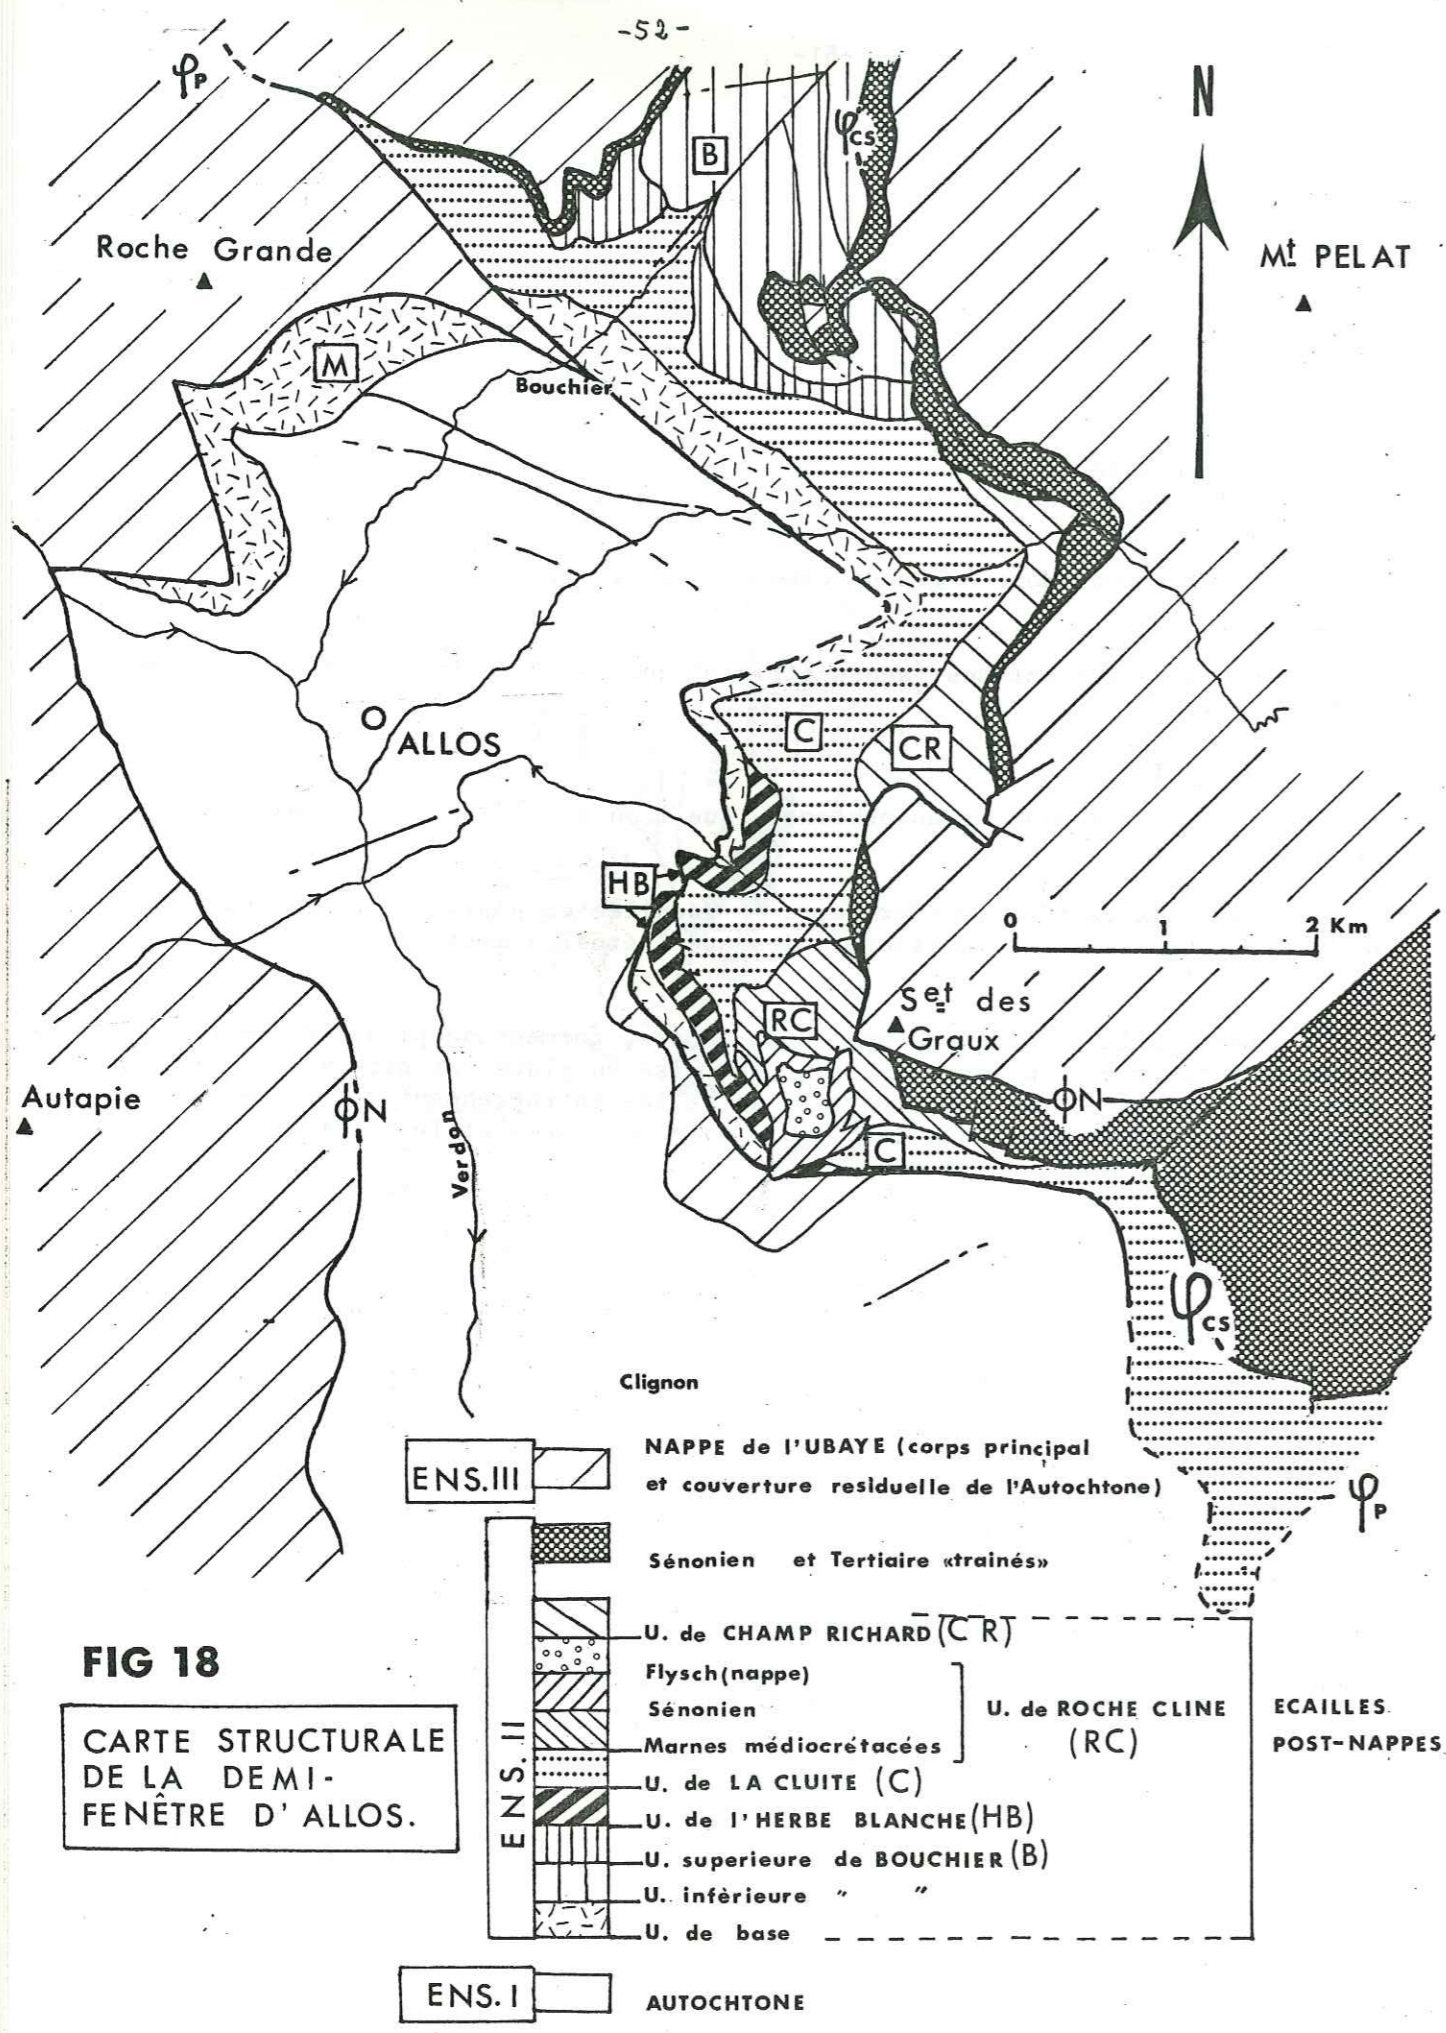 -52-
φP
N
B
φcs
Roche Grande
Mt PELAT
M
Bouchier
C
CR
ALLOS
HB
0 1 2 Km
Set des
Graux
RC
Autapie
ΦN
ΦN
Verdon
C
φcs
Clignon
φP
ENS.III
NAPPE de l'UBAYE (corps principal
et couverture residuelle de l'Autochtone)
ENS.II
Sénonien et Tertiaire «trainés»
U. de CHAMP RICHARD (C R)
Flysch (nappe)
Sénonien
Marnes médiocrétacées
U. de ROCHE CLINE
(RC)
ECAILLES
POST-NAPPES
U. de LA CLUITE (C)
U. de l'HERBE BLANCHE (HB)
U. superieure de BOUCHIER (B)
U. infèrieure " "
U. de base
ENS. I
AUTOCHTONE
FIG 18
CARTE STRUCTURALE
DE LA DEMI-
FENÊTRE D'ALLOS.